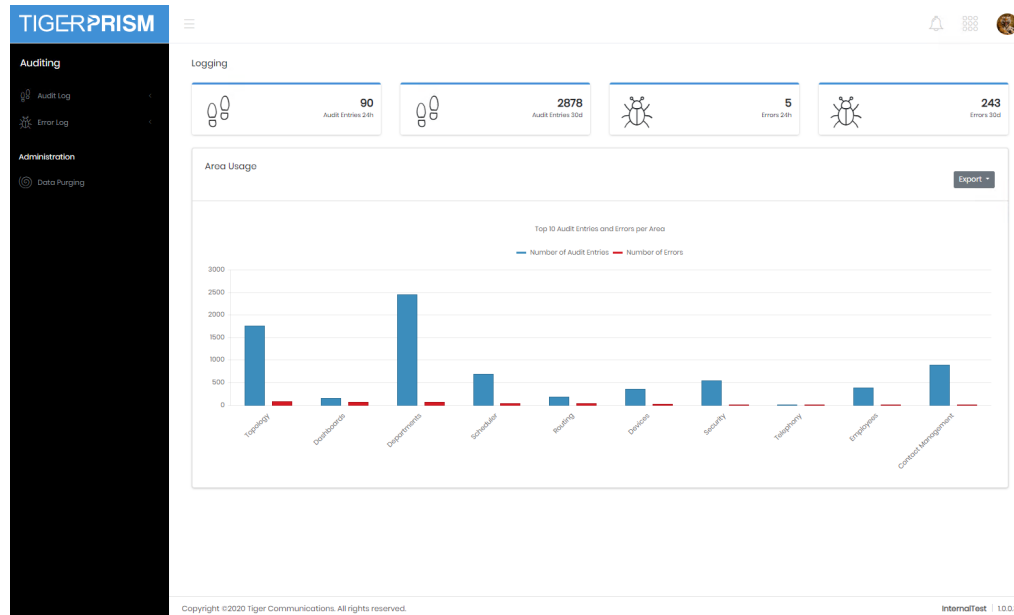 TIGERPRISM
Auditing
Audit Log
Error Log
Administration
Data Purging
Logging
90
Audit Entries 24h
2878
Audit Entries 30d
5
Errors 24h
243
Errors 30d
Area Usage
Export
Top 10 Audit Entries and Errors per Area
Number of Audit Entries Number of Errors
3000
2500
2000
1500
1000
500
0
Topology
Dashboards
Departments
Scheduler
Routing
Devices
Security
Telephony
Employees
Contact Management
Copyright ©2020 Tiger Communications. All rights reserved.
InternalTest | 1.0.0.